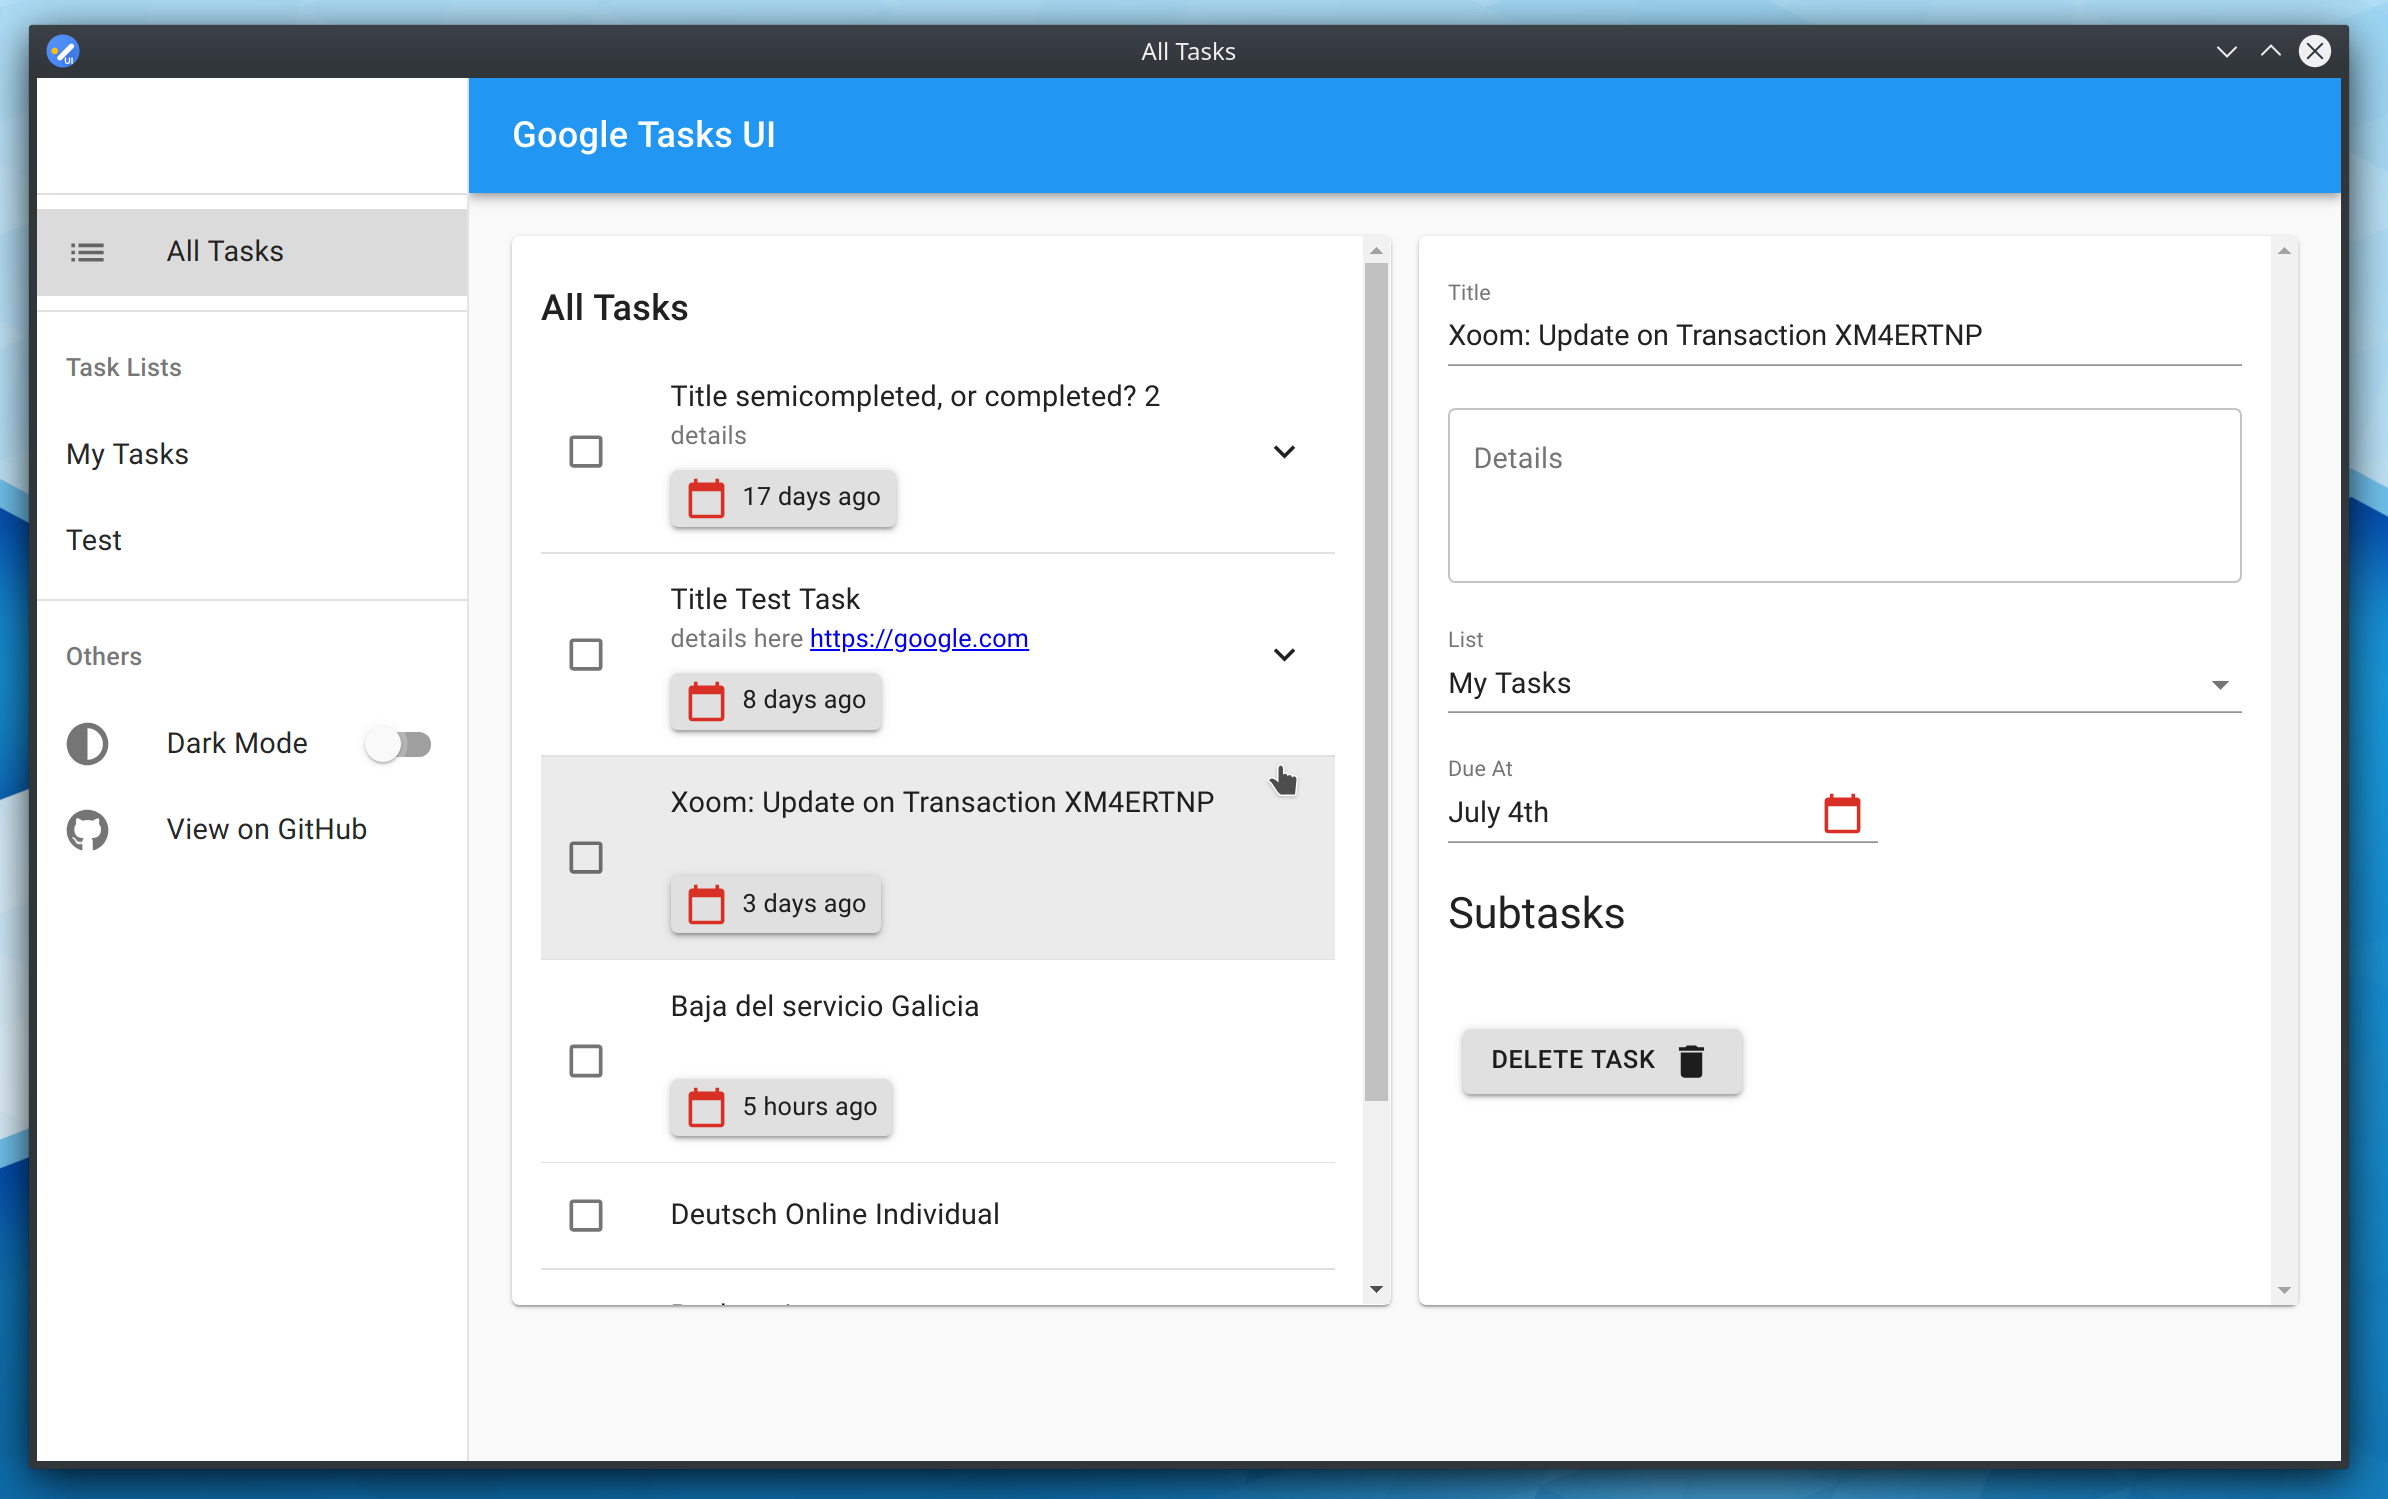 All Tasks
Google Tasks UI
All Tasks
Task Lists
My Tasks
Test
Others
Dark Mode
View on GitHub
All Tasks
Title semicompleted, or completed? 2
details
17 days ago
Title Test Task
details here https://google.com
8 days ago
Xoom: Update on Transaction XM4ERTNP
3 days ago
Baja del servicio Galicia
5 hours ago
Deutsch Online Individual
Title
Xoom: Update on Transaction XM4ERTNP
Details
List
My Tasks
Due At
July 4th
Subtasks
DELETE TASK